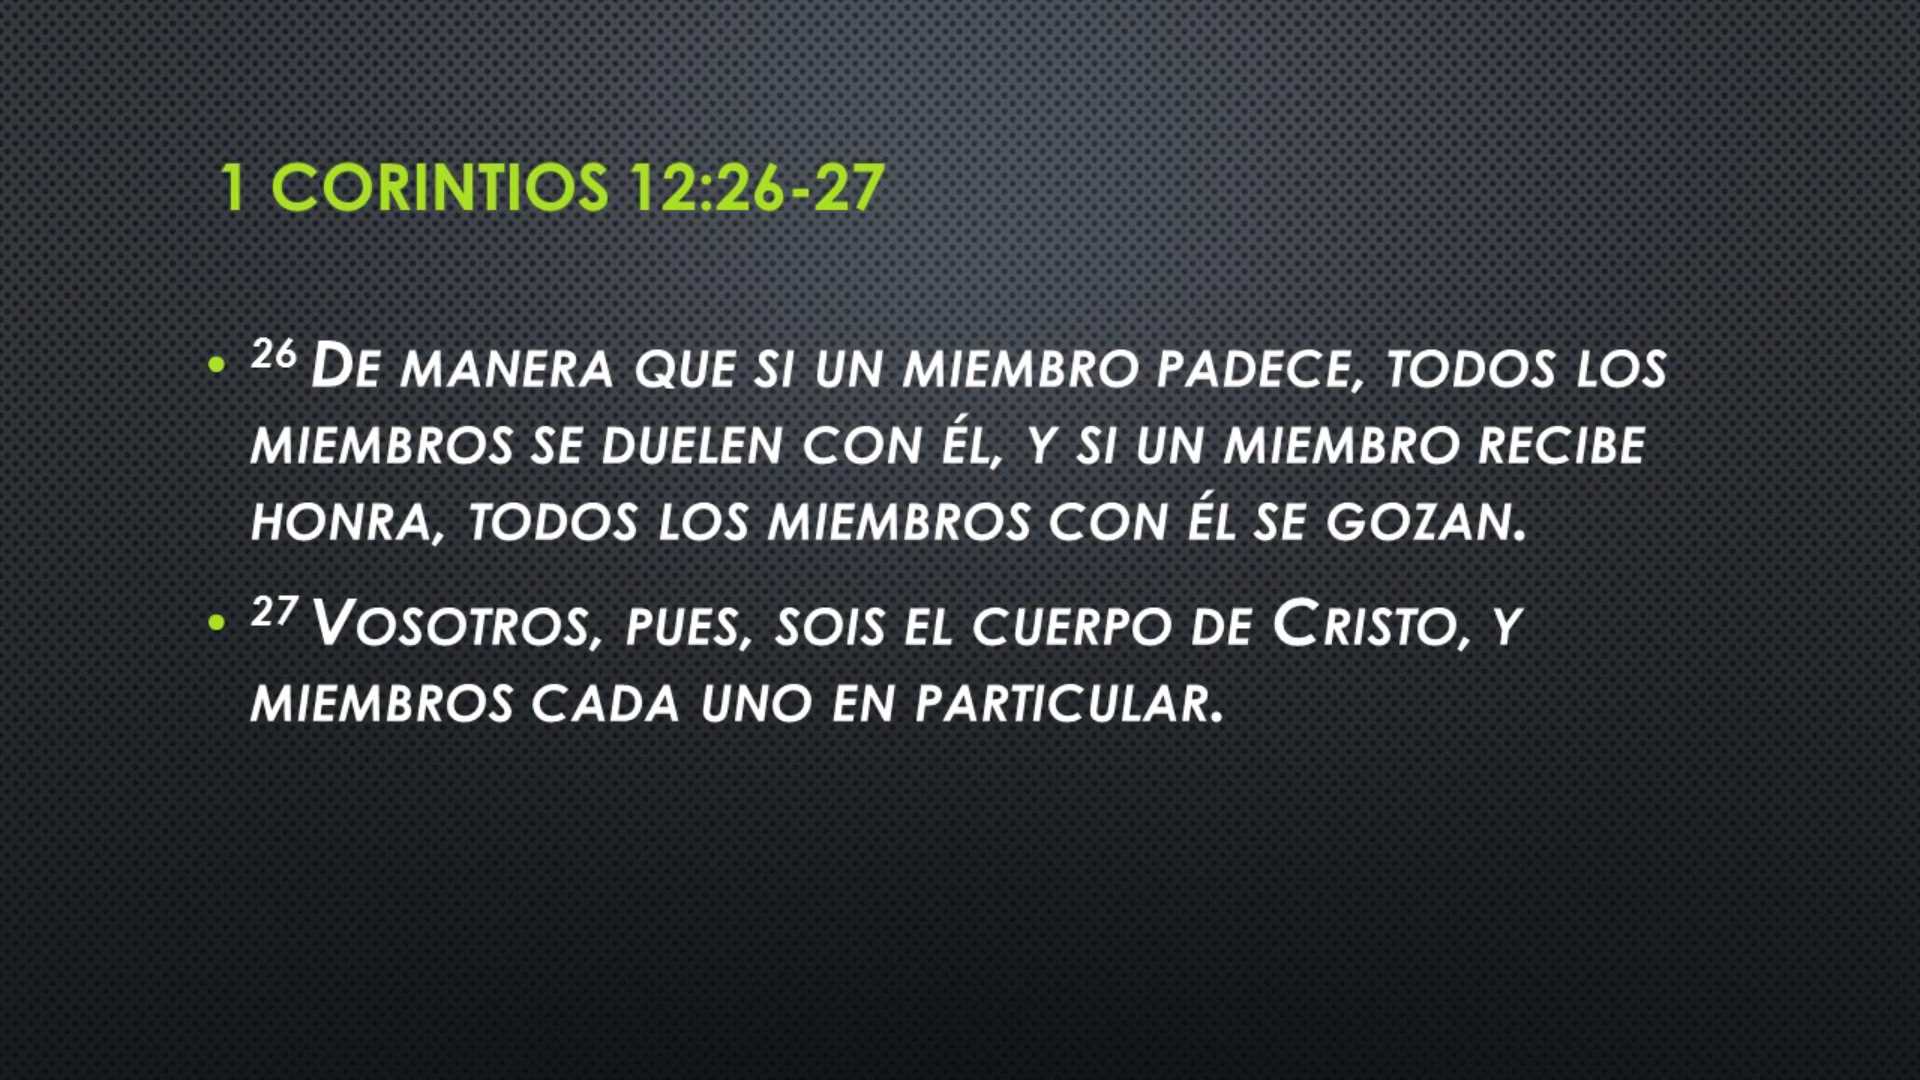 1 CORINTIOS 12:26-27
• 26 De manera que si un miembro padece, todos los
miembros se duelen con él, y si un miembro recibe
honra, todos los miembros con él se gozan.
• 27 Vosotros, pues, sois el cuerpo de Cristo, y
miembros cada uno en particular.